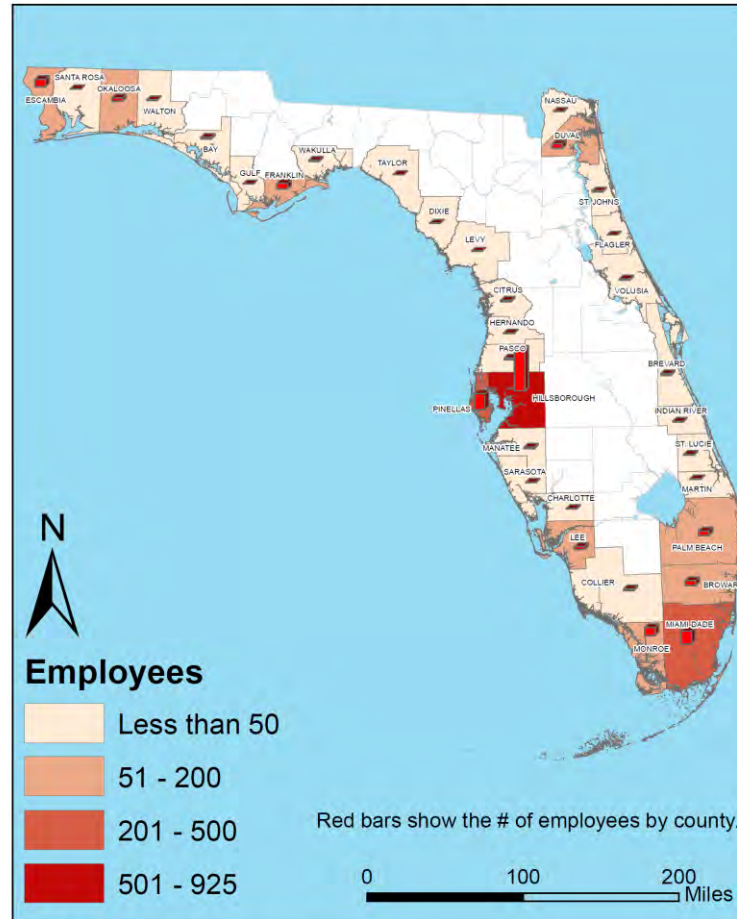 SANTA ROSA
OKALOOSA
ESCAMBIA
WALTON
BAY
GULF
FRANKLIN
WAKULLA
TAYLOR
DIXIE
LEVY
NASSAU
DUVAL
ST. JOHNS
FLAGLER
VOLUSIA
CITRUS
HERNANDO
PASCO
HILLSBOROUGH
PINELLAS
BREVARD
INDIAN RIVER
MANATEE
ST. LUCIE
SARASOTA
MARTIN
CHARLOTTE
LEE
PALM BEACH
COLLIER
BROWAR
MIAMI-DADE
MONROE
N
Employees
Less than 50
51 - 200
201 - 500
501 - 925
Red bars show the # of employees by county.
0 100 200
Miles